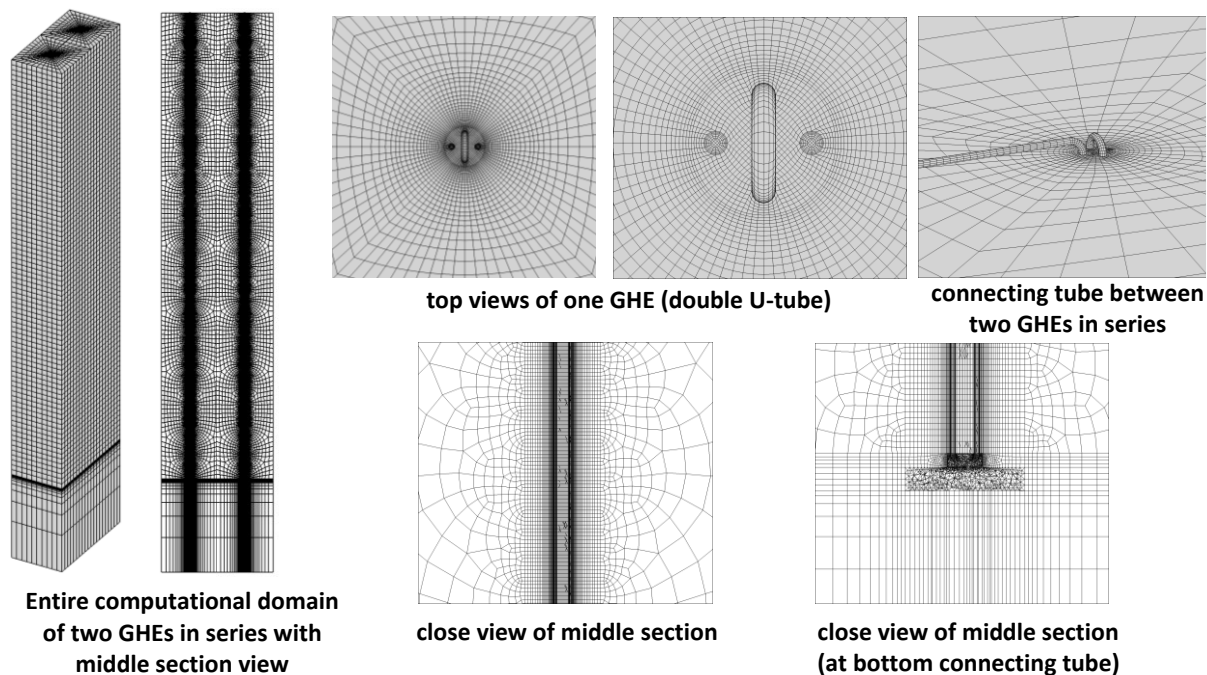 top views of one GHE (double U-tube)
connecting tube between
two GHEs in series
Entire computational domain
of two GHEs in series with
middle section view
close view of middle section
close view of middle section
(at bottom connecting tube)